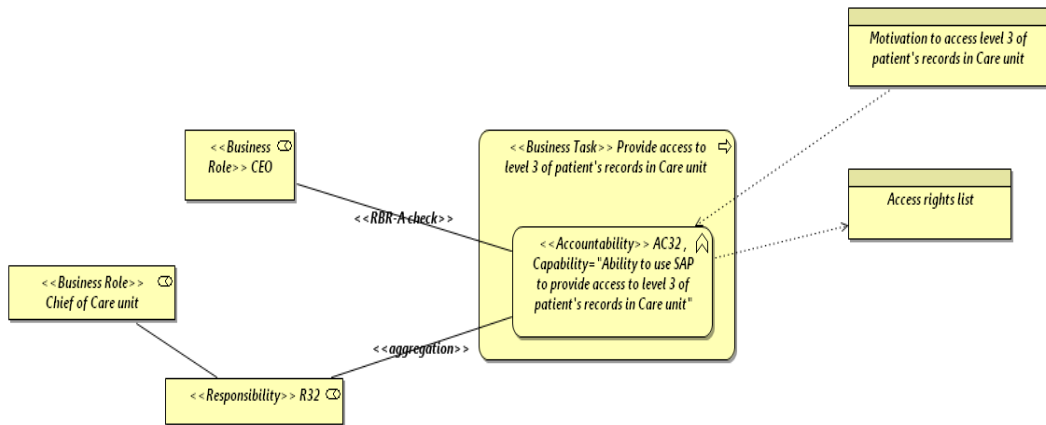 Motivation to access level 3 of
patient's records in Care unit
<<Business
Role>> CEO
<<Business Task>> Provide access to
level 3 of patient's records in Care unit
Access rights list
<<RBR-A check>>
<<Accountability>> AC32 ,
Capability="Ability to use SAP
to provide access to level 3 of
patient's records in Care unit"
<<Business Role>>
Chief of Care unit
<<aggregation>>
<<Responsibility>> R32